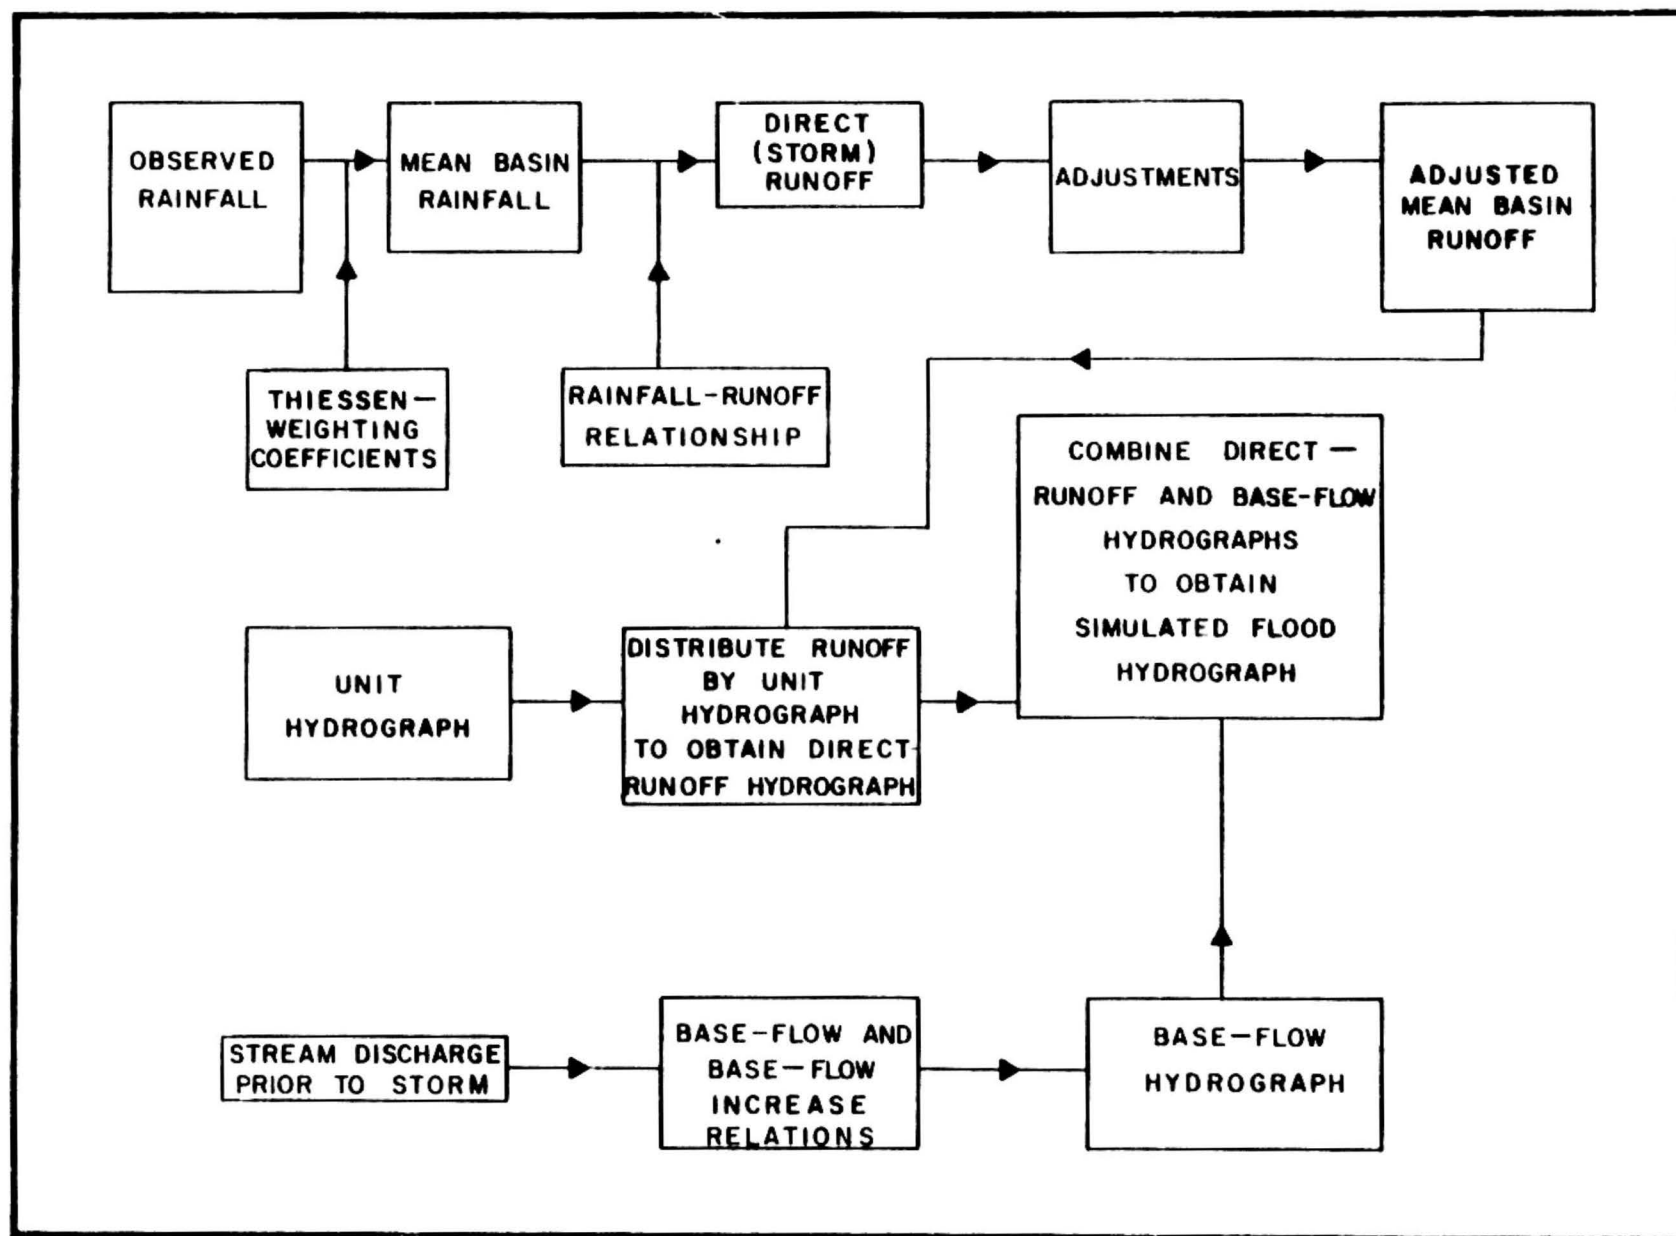 OBSERVED
RAINFALL
MEAN BASIN
RAINFALL
DIRECT
(STORM)
RUNOFF
ADJUSTMENTS
ADJUSTED
MEAN BASIN
RUNOFF
THIESSEN—
WEIGHTING
COEFFICIENTS
RAINFALL-RUNOFF
RELATIONSHIP
COMBINE DIRECT—
RUNOFF AND BASE-FLOW
HYDROGRAPHS
TO OBTAIN
SIMULATED FLOOD
HYDROGRAPH
UNIT
HYDROGRAPH
DISTRIBUTE RUNOFF
BY UNIT
HYDROGRAPH
TO OBTAIN DIRECT-
RUNOFF HYDROGRAPH
STREAM DISCHARGE
PRIOR TO STORM
BASE-FLOW AND
BASE—FLOW
INCREASE
RELATIONS
BASE—FLOW
HYDROGRAPH